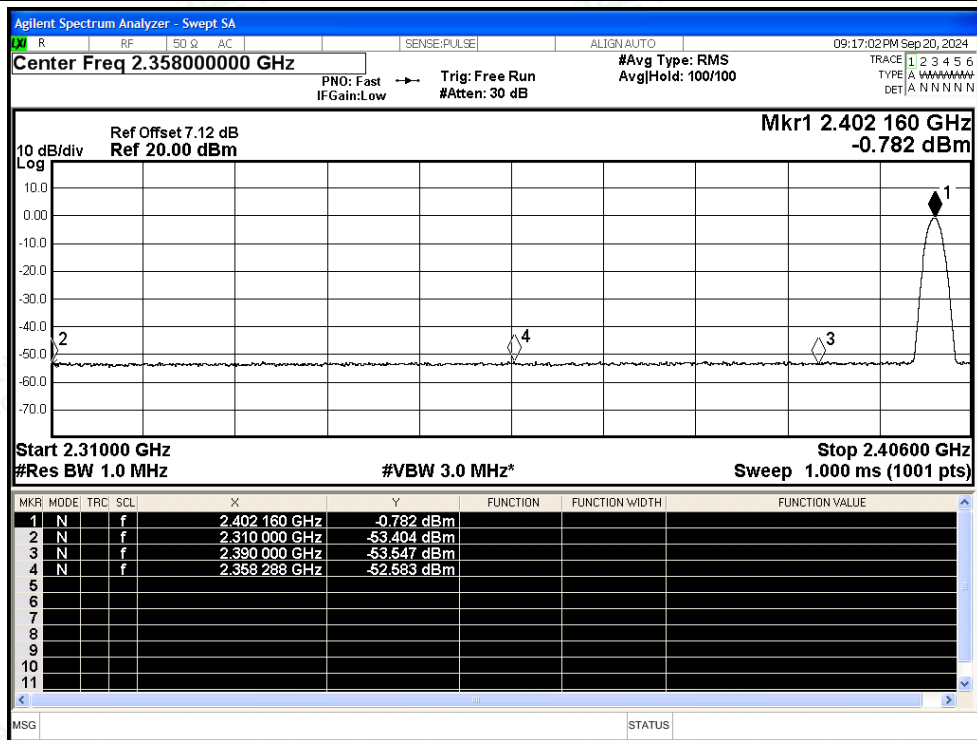 Agilent Spectrum Analyzer - Swept SA
LXI R RF 50 Ω AC SENSE:PULSE ALIGN AUTO 09:17:02 PM Sep 20, 2024
Center Freq 2.358000000 GHz
PNO: Fast
IFGain:Low
Trig: Free Run
#Atten: 30 dB
#Avg Type: RMS
Avg|Hold: 100/100
TRACE 1 2 3 4 5 6
TYPE A WWWWW
DET A N N N N N
Mkr1 2.402 160 GHz
-0.782 dBm
Ref Offset 7.12 dB
10 dB/div Ref 20.00 dBm
Log
10.0
0.00
-10.0
-20.0
-30.0
-40.0
-50.0
-60.0
-70.0
1
2
4
3
Start 2.31000 GHz Stop 2.40600 GHz
#Res BW 1.0 MHz #VBW 3.0 MHz* Sweep 1.000 ms (1001 pts)
MKR MODE TRC SCL X Y FUNCTION FUNCTION WIDTH FUNCTION VALUE
1 N f 2.402 160 GHz -0.782 dBm
2 N f 2.310 000 GHz -53.404 dBm
3 N f 2.390 000 GHz -53.547 dBm
4 N f 2.358 288 GHz -52.583 dBm
5
6
7
8
9
10
11
MSG STATUS